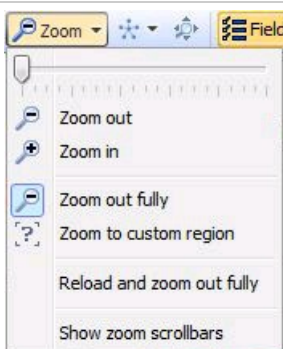 Zoom Field
Zoom out
Zoom in
Zoom out fully
[?] Zoom to custom region
Reload and zoom out fully
Show zoom scrollbars